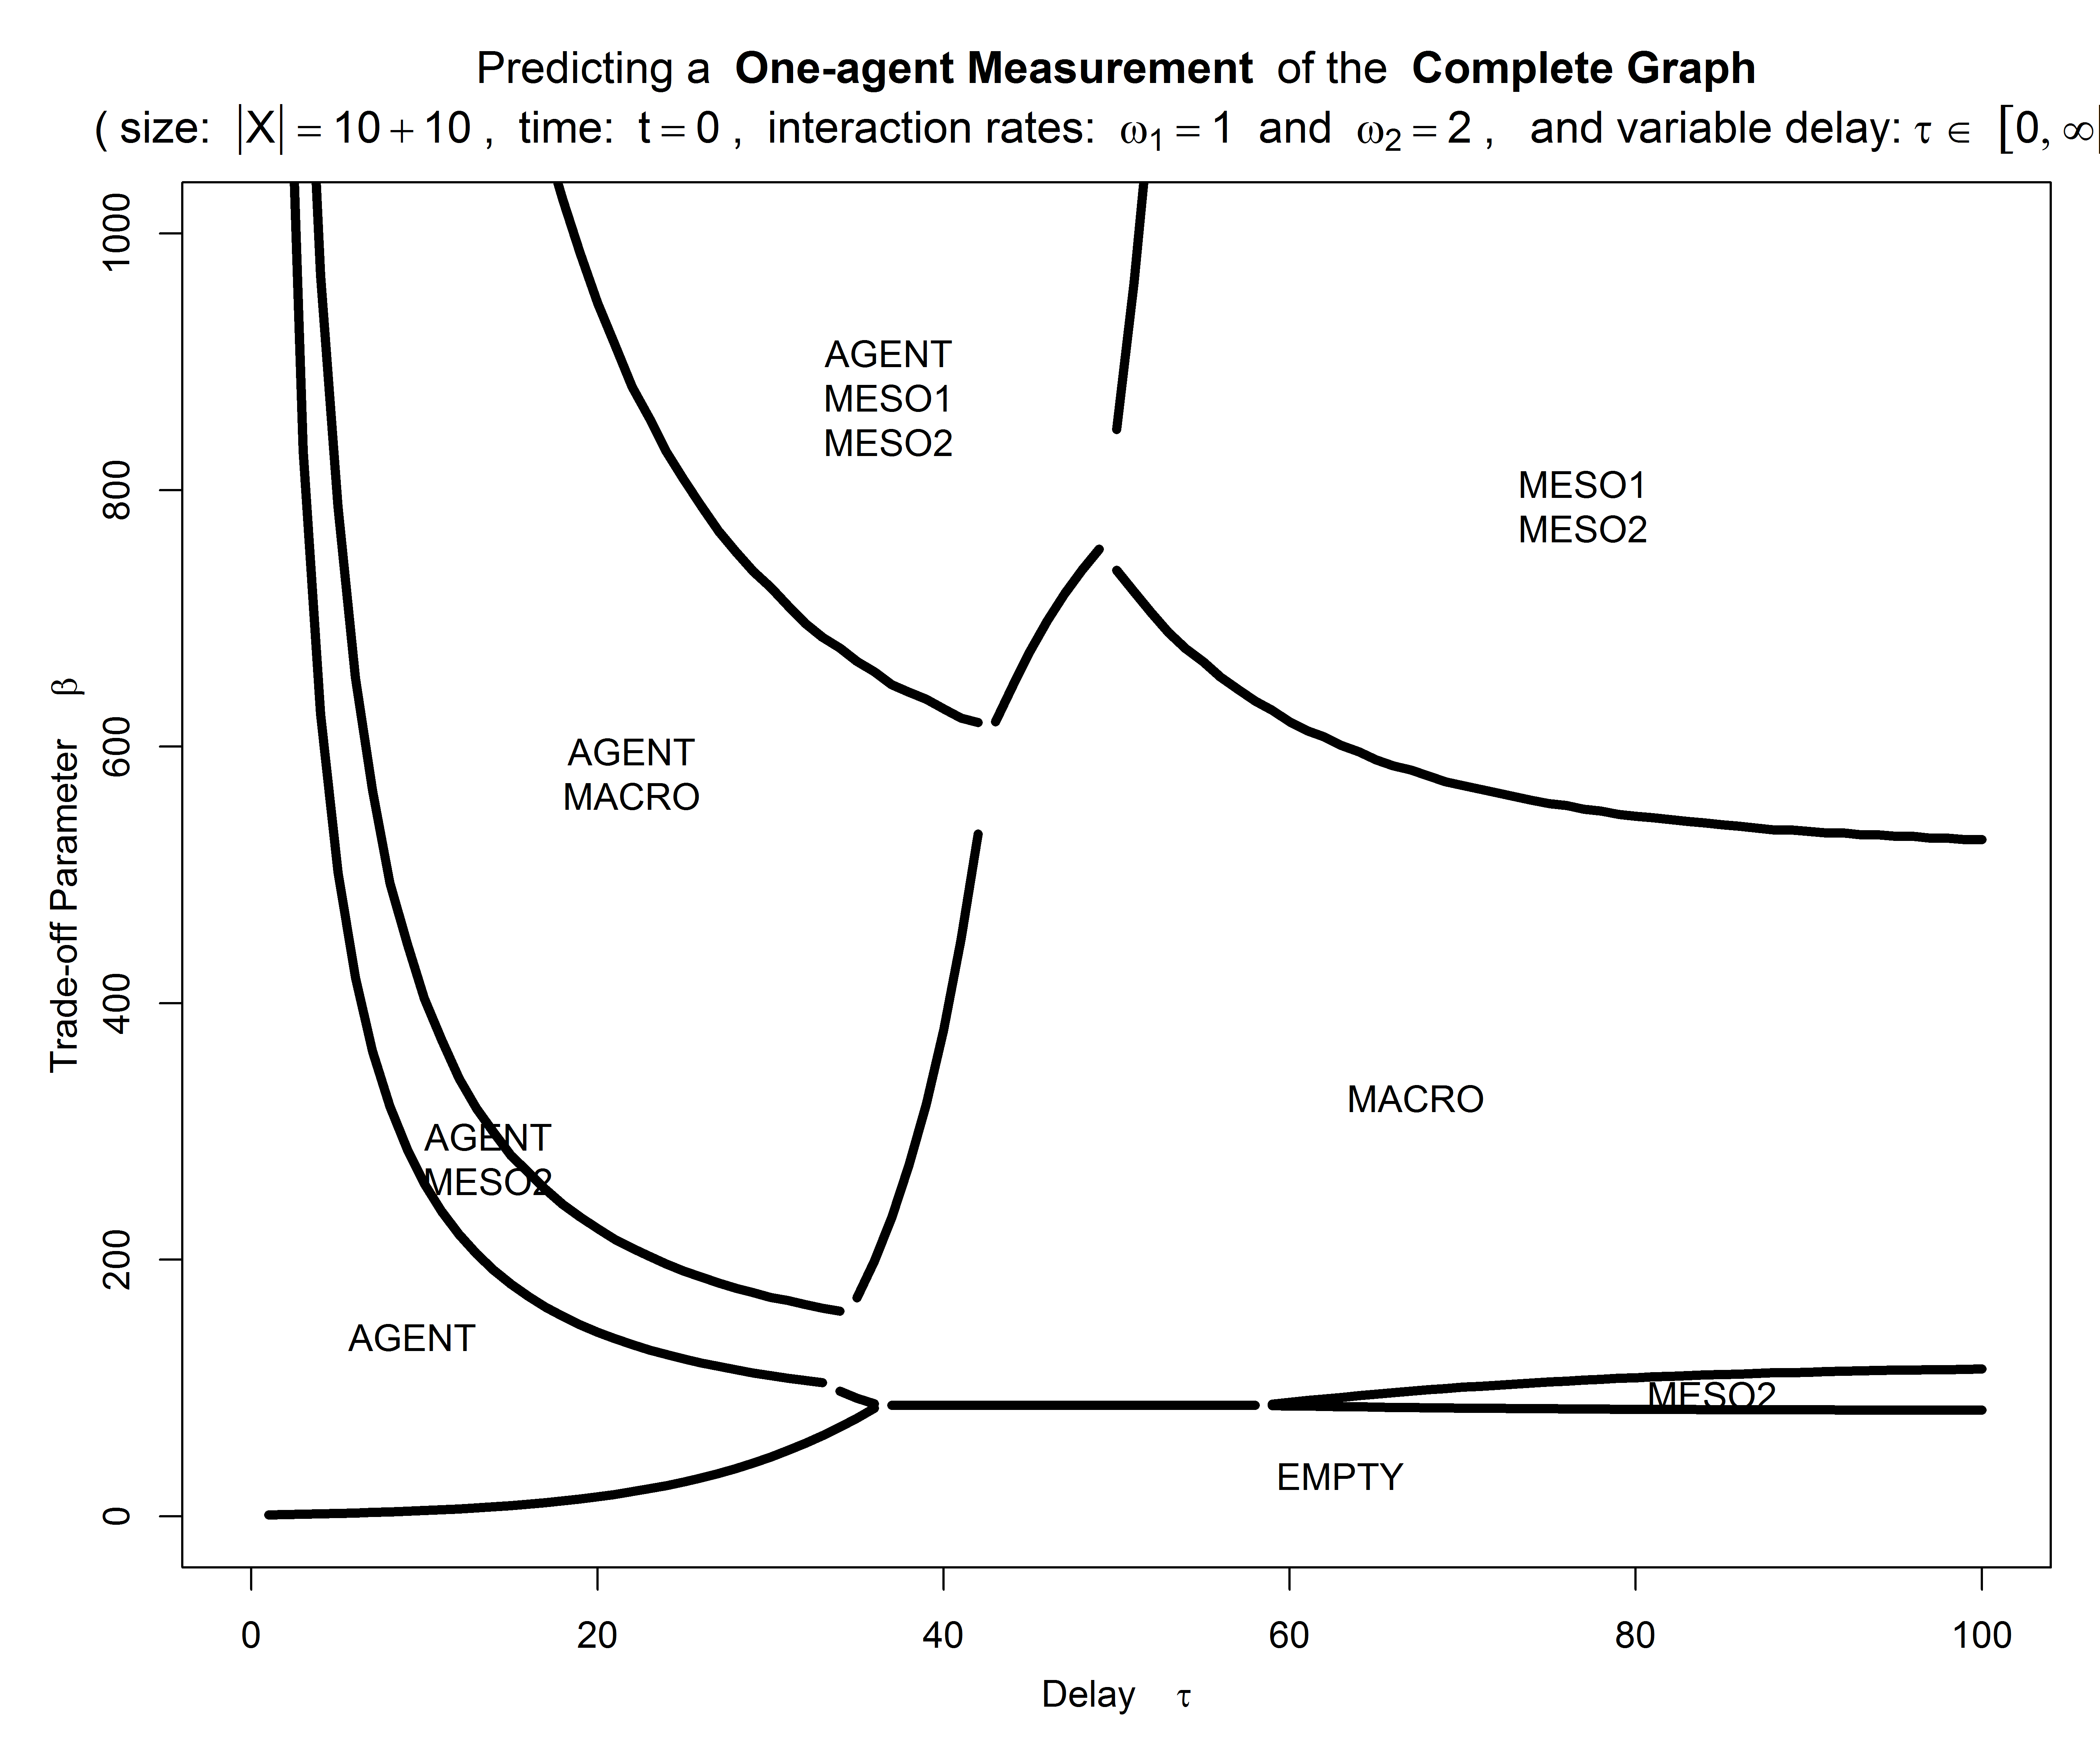 Predicting a One-agent Measurement of the Complete Graph
( size: |X| = 10 + 10 , time: t = 0 , interaction rates: ω1 = 1 and ω2 = 2 , and variable delay: τ ∈ [0, ∞[
1000
800
600
400
200
0
Trade-off Parameter β
AGENT
MESO1
MESO2
MESO1
MESO2
AGENT
MACRO
MACRO
AGENT
MESO2
AGENT
MESO2
EMPTY
0 20 40 60 80 100
Delay τ